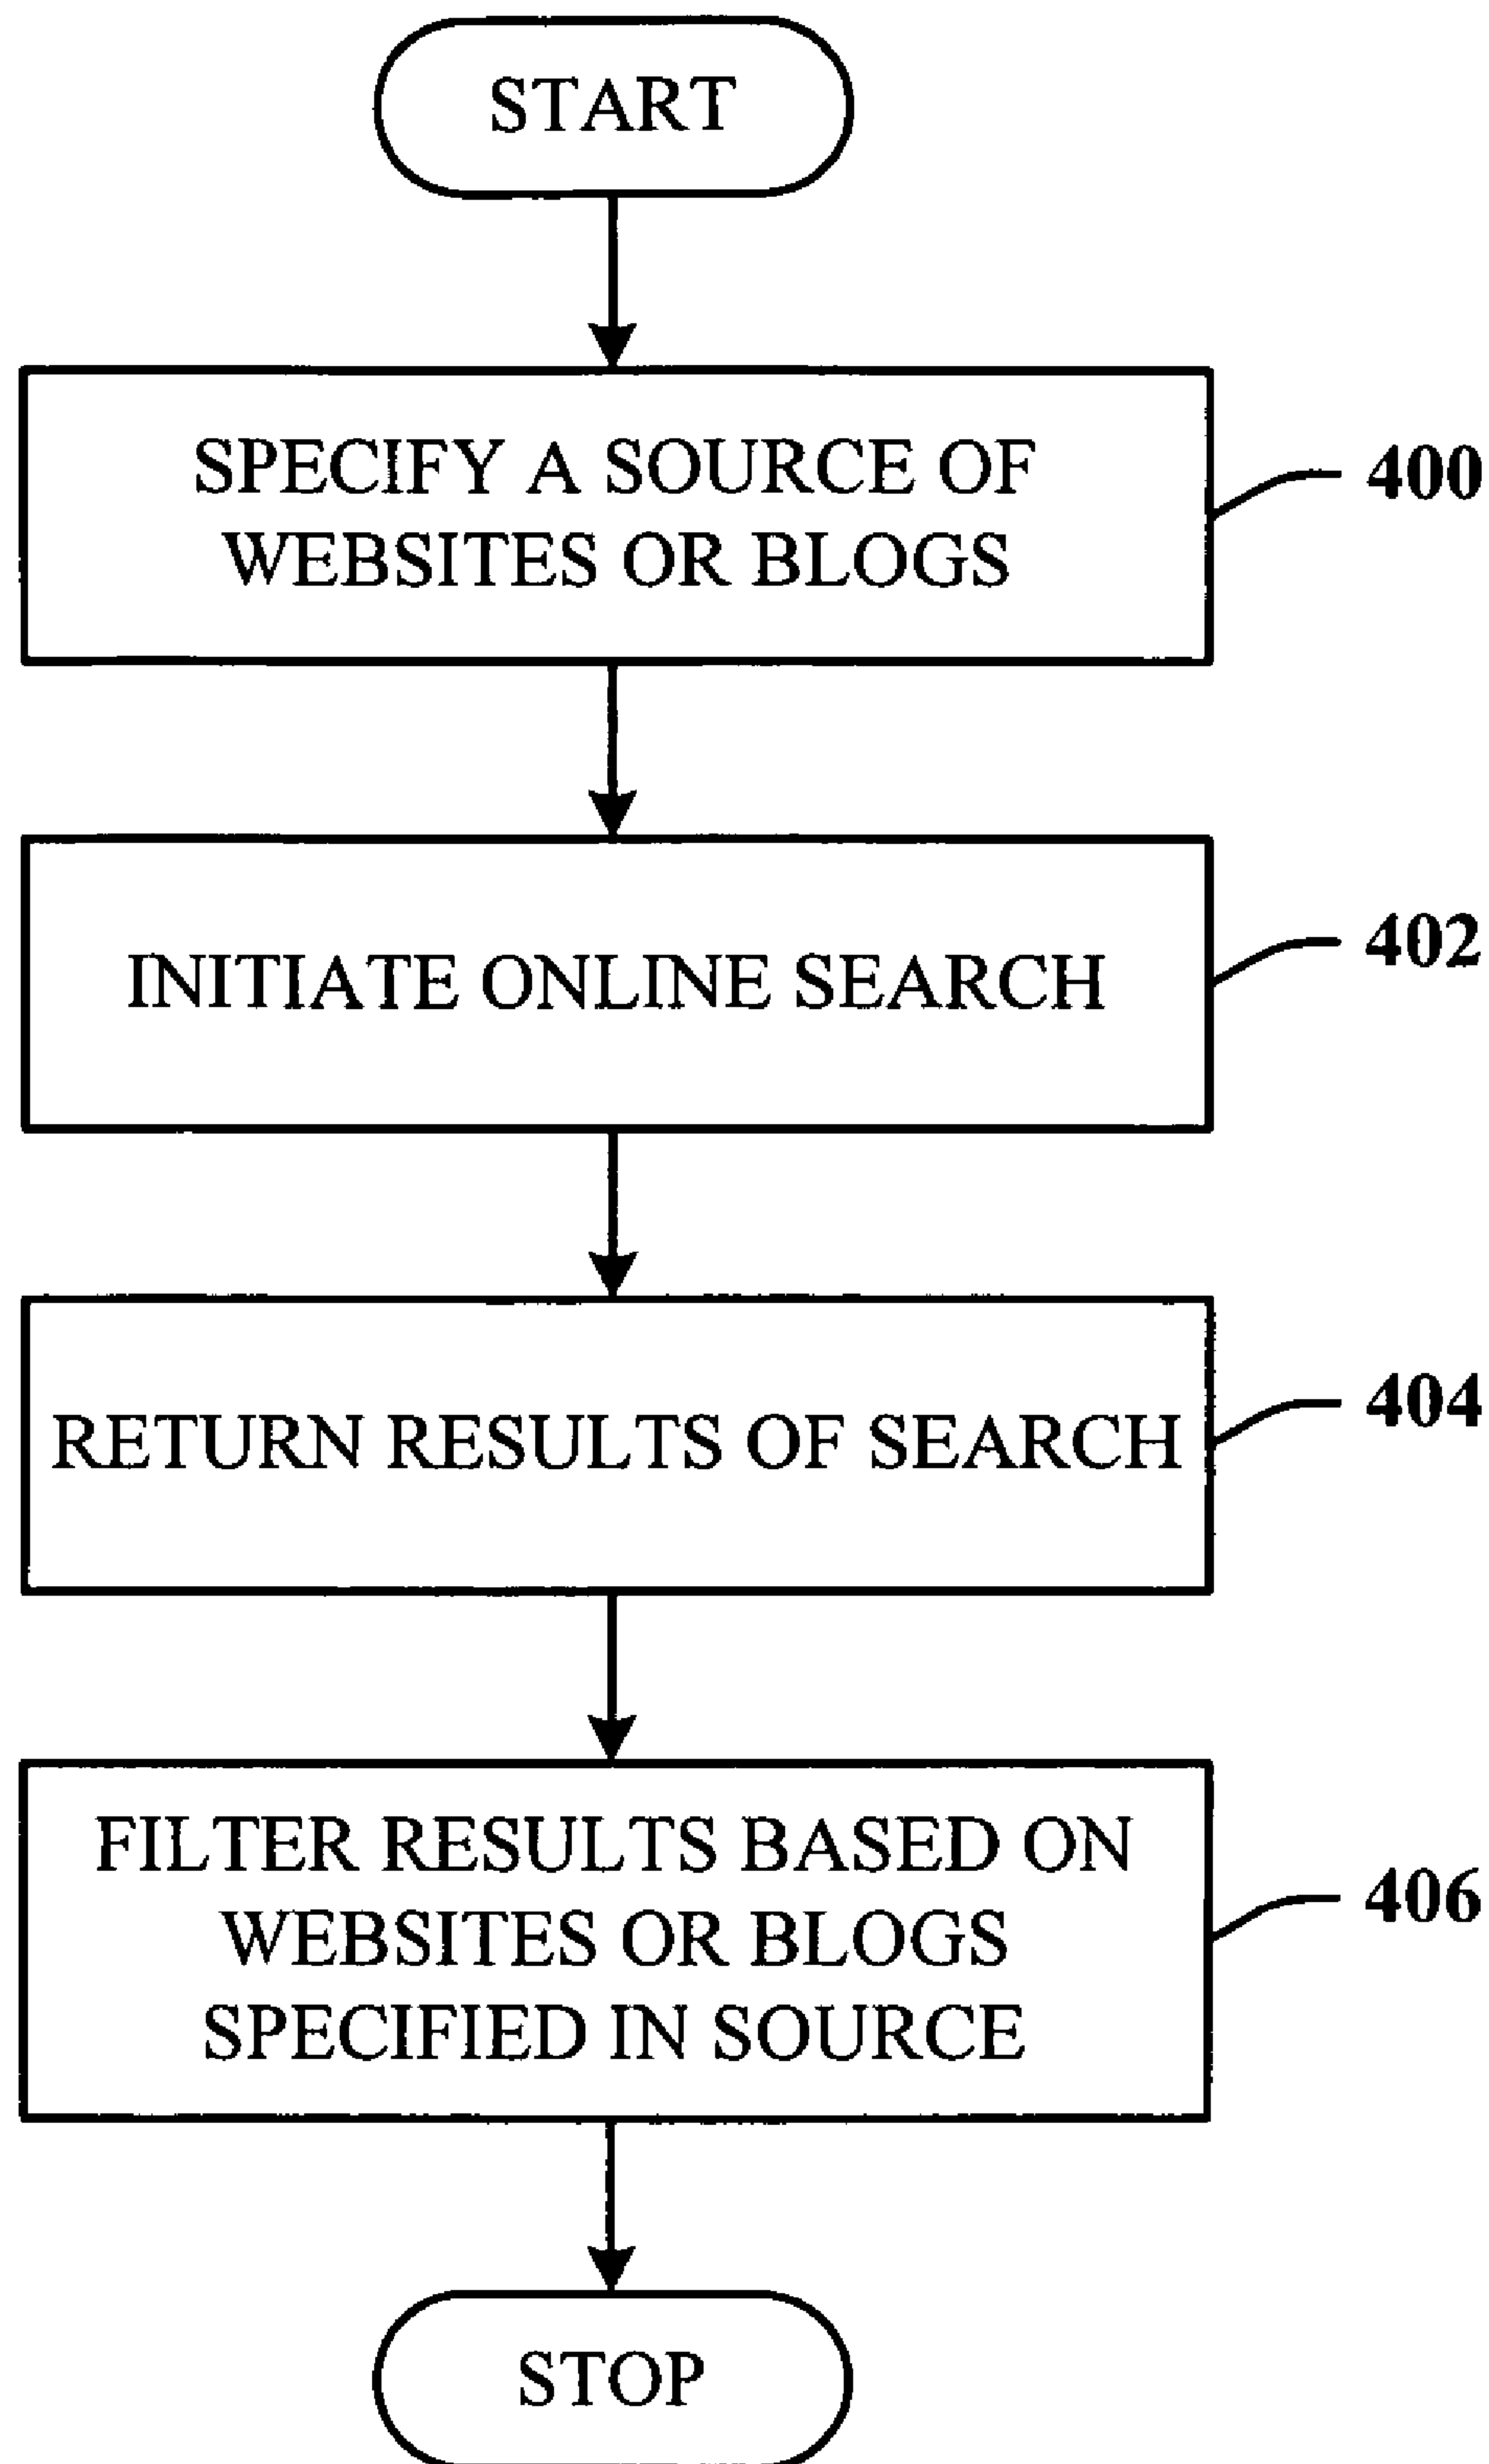 START
SPECIFY A SOURCE OF
WEBSITES OR BLOGS
400
INITIATE ONLINE SEARCH
402
RETURN RESULTS OF SEARCH
404
FILTER RESULTS BASED ON
WEBSITES OR BLOGS
SPECIFIED IN SOURCE
406
STOP